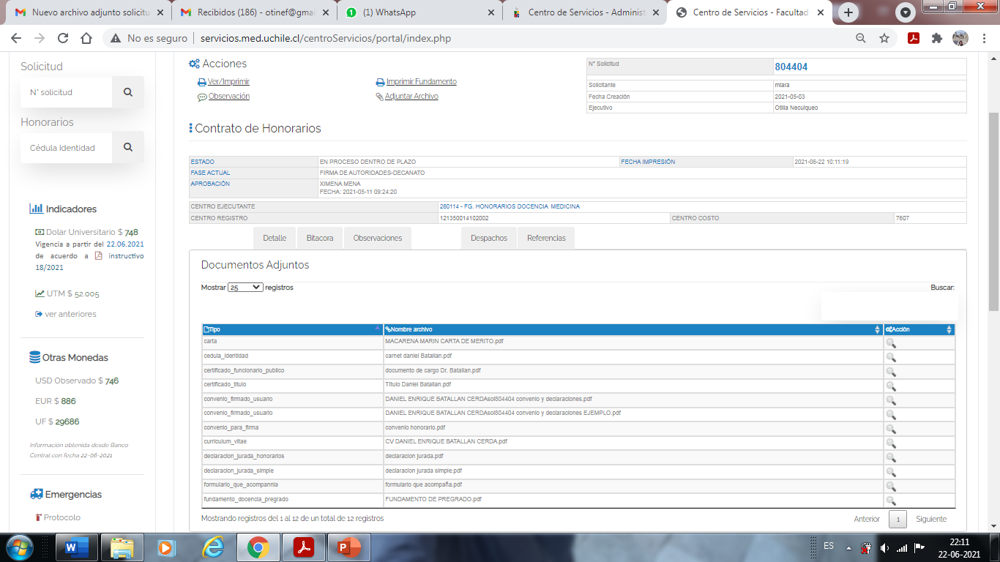 Nuevo archivo adjunto solicitu
Recibidos (186) - otinef@gmai
(1) WhatsApp
Centro de Servicios - Administ
Centro de Servicios - Facultad
No es seguro
servicios.med.uchile.cl/centroServicios/portal/index.php
Solicitud
N° solicitud
Honorarios
Cédula Identidad
Indicadores
Dolar Universitario $ 748
Vigencia a partir del 22.06.2021
de acuerdo a instructivo
18/2021
UTM $ 52.005
ver anteriores
Otras Monedas
USD Observado $ 746
EUR $ 886
UF $ 29686
Información obtenida desde Banco
Central con fecha 22-06-2021
Emergencias
Protocolo
Acciones
Ver/Imprimir
Imprimir Fundamento
Observación
Adjuntar Archivo
N° Solicitud 804404
Solicitante mlara
Fecha Creación 2021-05-03
Ejecutivo Otilia Neculqueo
Contrato de Honorarios
ESTADO EN PROCESO DENTRO DE PLAZO FECHA IMPRESIÓN 2021-06-22 10:11:19
FASE ACTUAL FIRMA DE AUTORIDADES-DECANATO
APROBACIÓN XIMENA MENA
FECHA: 2021-05-11 09:24:20
CENTRO EJECUTANTE 260114 - FG. HONORARIOS DOCENCIA MEDICINA
CENTRO REGISTRO 121350014102002 CENTRO COSTO 7607
Detalle
Bitacora
Observaciones
Despachos
Referencias
Documentos Adjuntos
Mostrar 25 registros
Buscar:
Tipo Nombre archivo Acción
carta MACARENA MARIN CARTA DE MERITO.pdf
cedula_identidad carnet daniel Batallan.pdf
certificado_funcionario_publico documento de cargo Dr. Batallan.pdf
certificado_titulo Titulo Daniel Batallan.pdf
convenio_firmado_usuario DANIEL ENRIQUE BATALLAN CERDAsol804404 convenio y declaraciones.pdf
convenio_firmado_usuario DANIEL ENRIQUE BATALLAN CERDAsol804404 convenio y declaraciones EJEMPLO.pdf
convenio_para_firma convenio honorario.pdf
curriculum_vitae CV DANIEL ENRIQUE BATALLAN CERDA.pdf
declaracion_jurada_honorarios declaracion jurada.pdf
declaracion_jurada_simple declaracion jurada simple.pdf
formulario_que_acompannia formulario que acompaña.pdf
fundamento_docencia_pregrado FUNDAMENTO DE PREGRADO.pdf
Mostrando registros del 1 al 12 de un total de 12 registros
Anterior 1 Siguiente
ES
22:11
22-06-2021